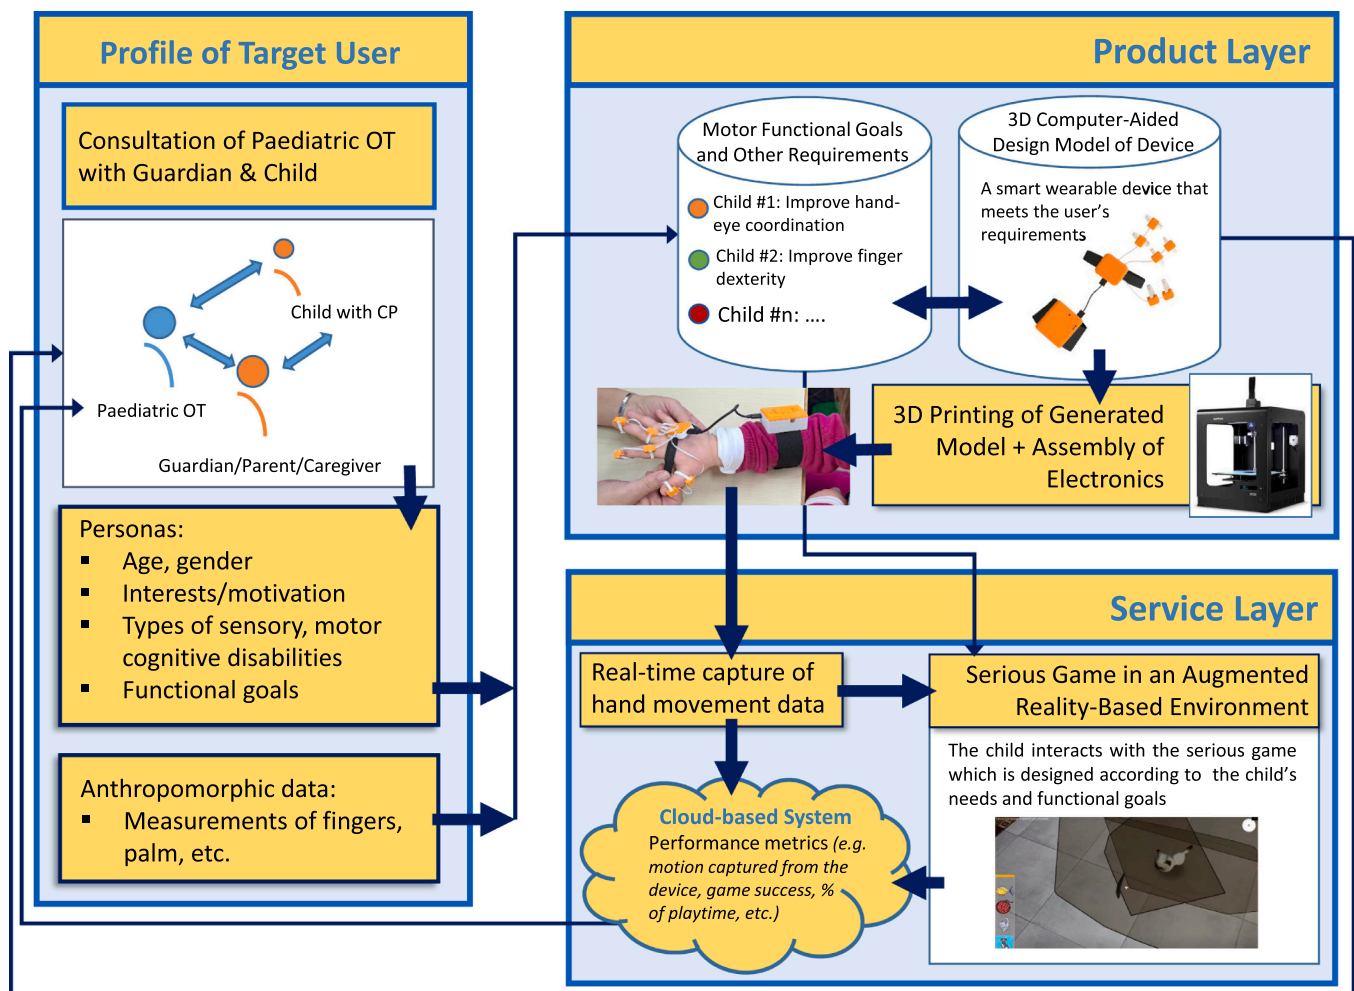 Profile of Target User
Consultation of Paediatric OT
with Guardian & Child
Child with CP
Paediatric OT
Guardian/Parent/Caregiver
Personas:
▪ Age, gender
▪ Interests/motivation
▪ Types of sensory, motor
cognitive disabilities
▪ Functional goals
Anthropomorphic data:
▪ Measurements of fingers,
palm, etc.
Product Layer
Motor Functional Goals
and Other Requirements
Child #1: Improve hand-
eye coordination
Child #2: Improve finger
dexterity
Child #n: ....
3D Computer-Aided
Design Model of Device
A smart wearable device that
meets the user's
requirements
3D Printing of Generated
Model + Assembly of
Electronics
Service Layer
Real-time capture of
hand movement data
Serious Game in an Augmented
Reality-Based Environment
The child interacts with the serious game
which is designed according to the child's
needs and functional goals
Cloud-based System
Performance metrics (e.g.
motion captured from the
device, game success, %
of playtime, etc.)